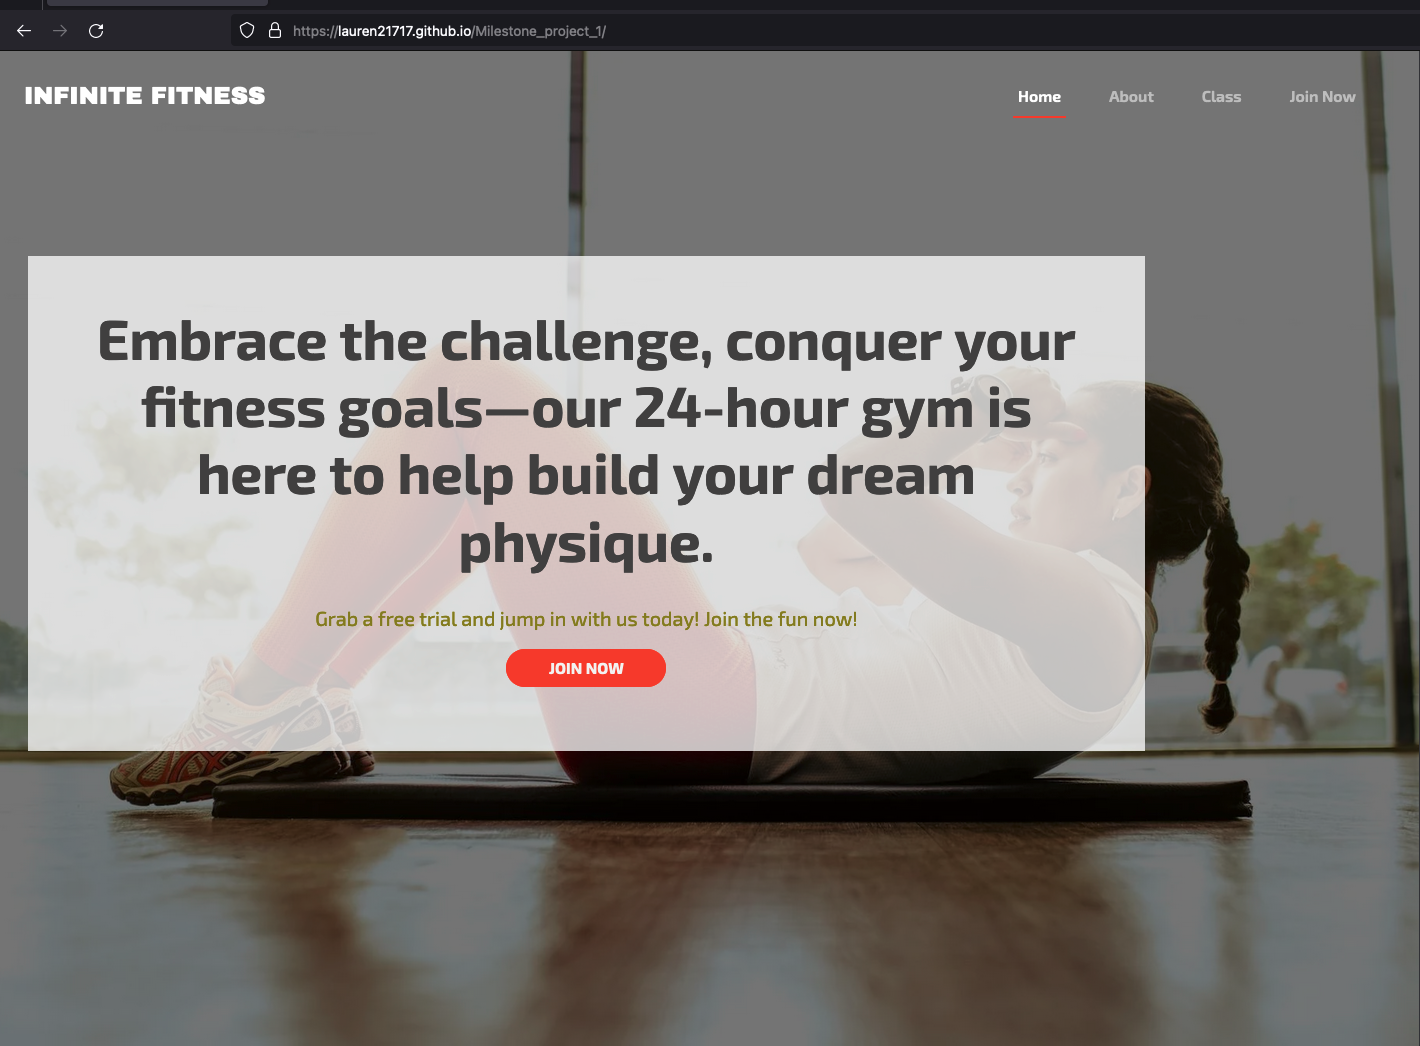 https://lauren21717.github.io/Milestone_project_1/
INFINITE FITNESS
Home About Class Join Now
Embrace the challenge, conquer your
fitness goals—our 24-hour gym is
here to help build your dream
physique.
Grab a free trial and jump in with us today! Join the fun now!
JOIN NOW